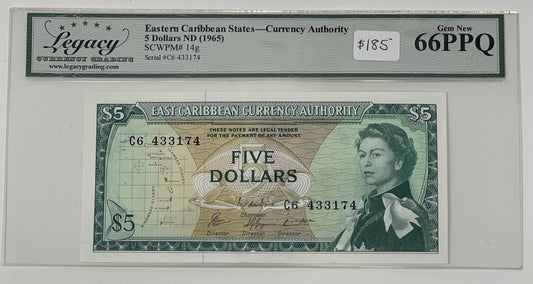 Legacy
CURRENCY GRADING
www.legacygrading.com
Eastern Caribbean States—Currency Authority
5 Dollars ND (1965)
SCWPM# 14g
Serial #C6 433174
$185
Gem New
66PPQ
$5
EAST CARIBBEAN CURRENCY AUTHORITY
$5
THESE NOTES ARE LEGAL TENDER
FOR THE PAYMENT OF ANY AMOUNT
C6 433174
FIVE
DOLLARS
C6 433174
Chairman
Director
Director
Director
$5